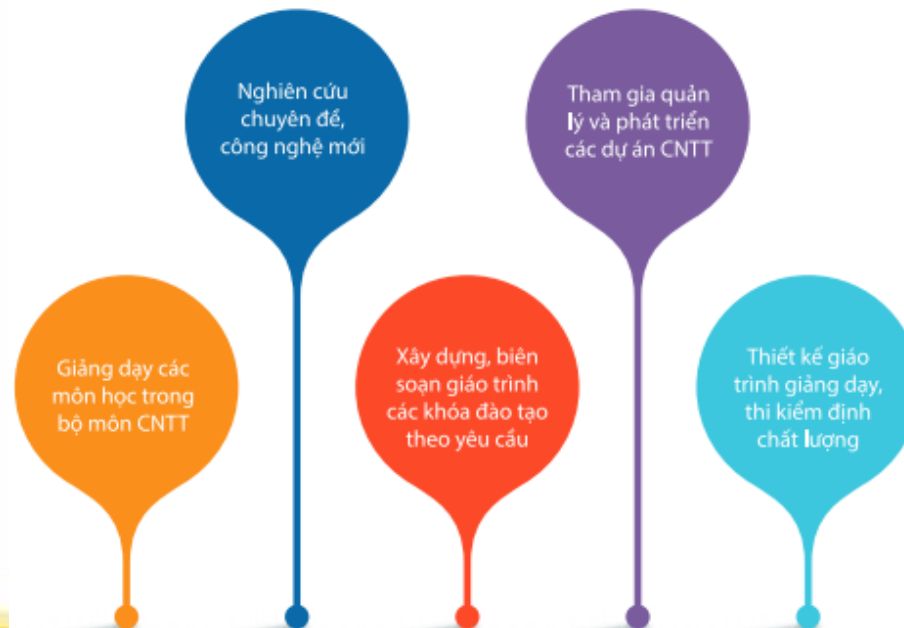 Nghiên cứu
chuyên đề,
công nghệ mới
Tham gia quản
lý và phát triển
các dự án CNTT
Giảng dạy các
môn học trong
bộ môn CNTT
Xây dựng, biên
soạn giáo trình
các khóa đào tạo
theo yêu cầu
Thiết kế giáo
trình giảng dạy,
thi kiểm định
chất lượng